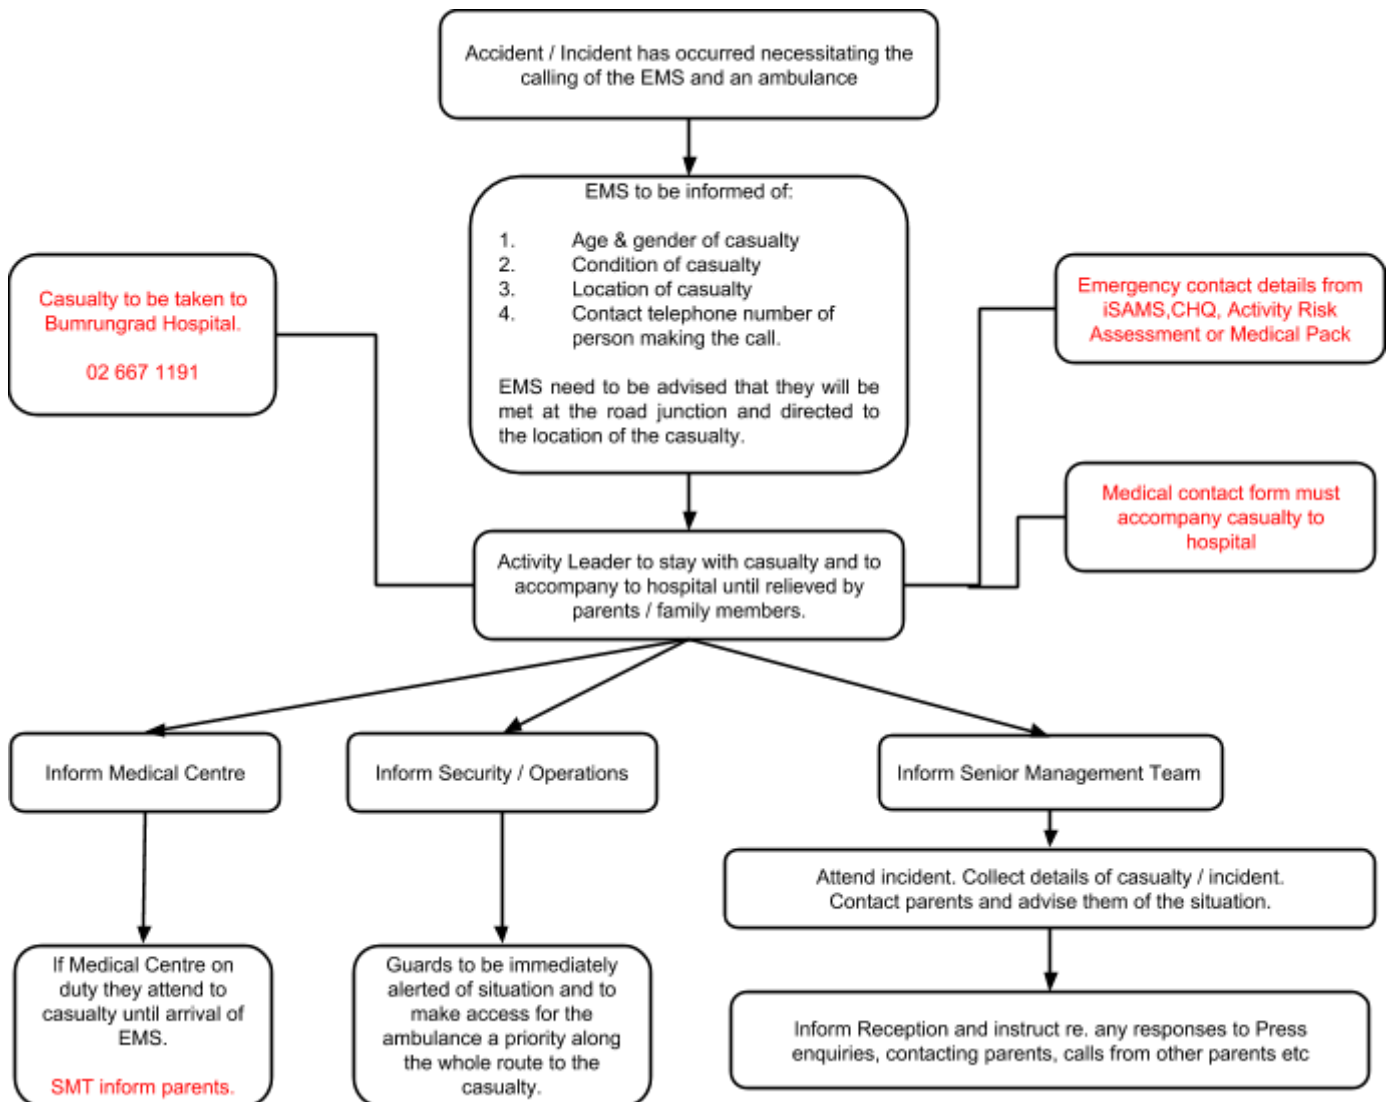 Accident / Incident has occurred necessitating the
calling of the EMS and an ambulance
EMS to be informed of:
1. Age & gender of casualty
2. Condition of casualty
3. Location of casualty
4. Contact telephone number of
person making the call.
EMS need to be advised that they will be
met at the road junction and directed to
the location of the casualty.
Casualty to be taken to
Bumrungrad Hospital.
02 667 1191
Emergency contact details from
iSAMS,CHQ, Activity Risk
Assessment or Medical Pack
Medical contact form must
accompany casualty to
hospital
Activity Leader to stay with casualty and to
accompany to hospital until relieved by
parents / family members.
Inform Medical Centre
Inform Security / Operations
Inform Senior Management Team
Attend incident. Collect details of casualty / incident.
Contact parents and advise them of the situation.
If Medical Centre on
duty they attend to
casualty until arrival of
EMS.
SMT inform parents.
Guards to be immediately
alerted of situation and to
make access for the
ambulance a priority along
the whole route to the
casualty.
Inform Reception and instruct re. any responses to Press
enquiries, contacting parents, calls from other parents etc